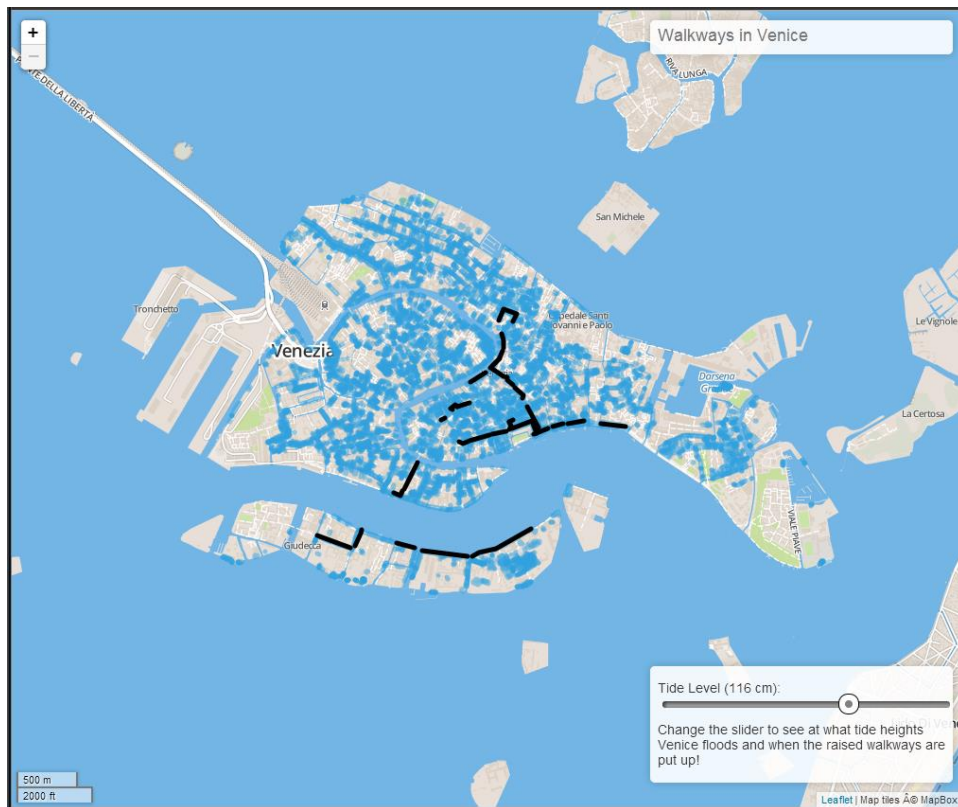 +
−
Walkways in Venice
RIVA LUNGA
PONTE DELLA LIBERTÀ
San Michele
Tronchetto
Ospedale Santi
Giovanni e Paolo
Le Vignole
Venezia
Darsena
La Certosa
VIALE PIAVE
Giudecca
Tide Level (116 cm):
Change the slider to see at what tide heights
Venice floods and when the raised walkways are
put up!
500 m
2000 ft
Leaflet | Map tiles Â© MapBox